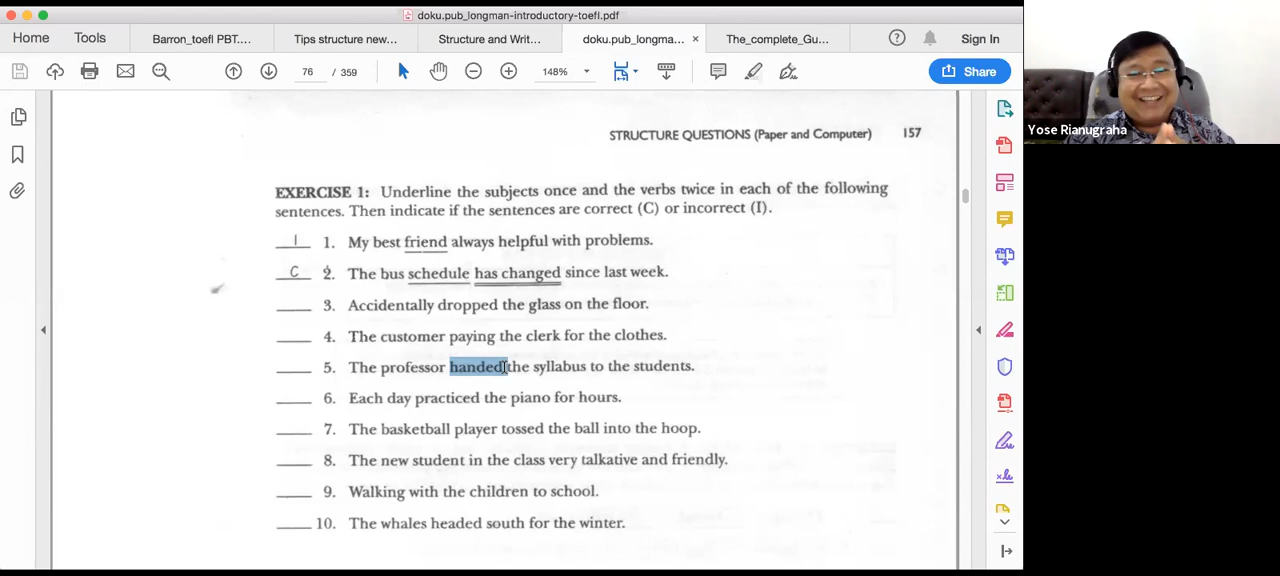 doku.pub_longman-introductory-toefl.pdf
Home Tools Barron_toefl PBT.... Tips structure new... Structure and Writ... doku.pub_longma... × The_complete_Gu... ? Sign In
76 / 359 148% Share
Yose Rianugraha
STRUCTURE QUESTIONS (Paper and Computer) 157
EXERCISE 1: Underline the subjects once and the verbs twice in each of the following
sentences. Then indicate if the sentences are correct (C) or incorrect (I).
I 1. My best friend always helpful with problems.
C 2. The bus schedule has changed since last week.
3. Accidentally dropped the glass on the floor.
4. The customer paying the clerk for the clothes.
5. The professor handed the syllabus to the students.
6. Each day practiced the piano for hours.
7. The basketball player tossed the ball into the hoop.
8. The new student in the class very talkative and friendly.
9. Walking with the children to school.
10. The whales headed south for the winter.